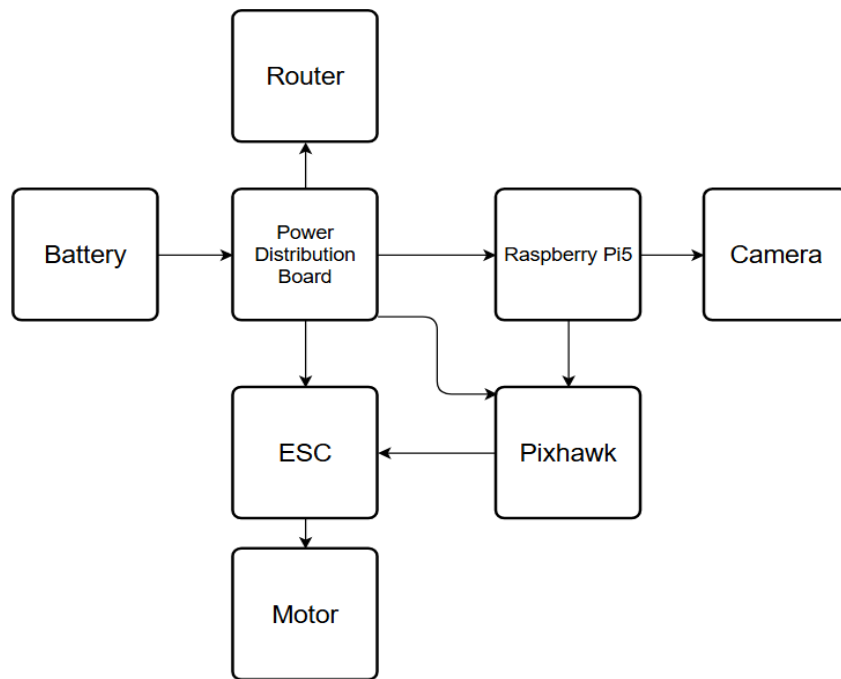 Router
Battery
Power
Distribution
Board
Raspberry Pi5
Camera
ESC
Pixhawk
Motor